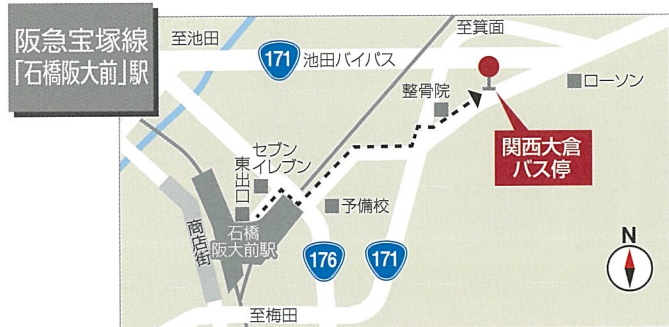 阪急宝塚線
「石橋阪大前」駅
至池田
171
池田バイパス
至箕面
整骨院
ローソン
関西大倉
バス停
セブン
イレブン
東出口
予備校
石橋
阪大前駅
商店街
176
171
至梅田
N